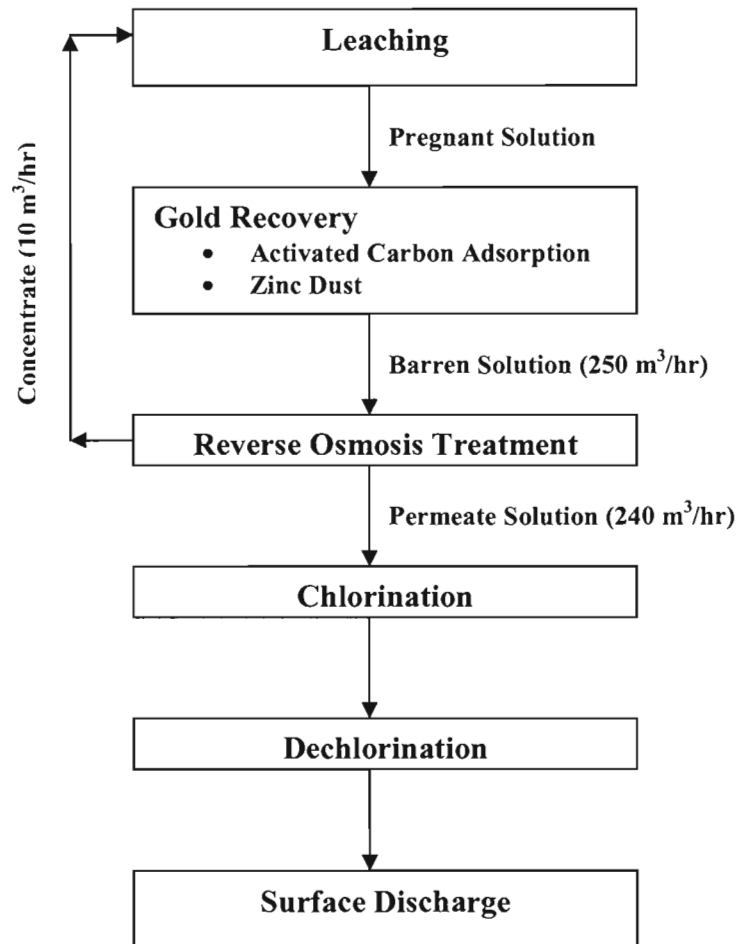 Leaching
Pregnant Solution
Concentrate (10 m³/hr)
Gold Recovery
• Activated Carbon Adsorption
• Zinc Dust
Barren Solution (250 m³/hr)
Reverse Osmosis Treatment
Permeate Solution (240 m³/hr)
Chlorination
Dechlorination
Surface Discharge